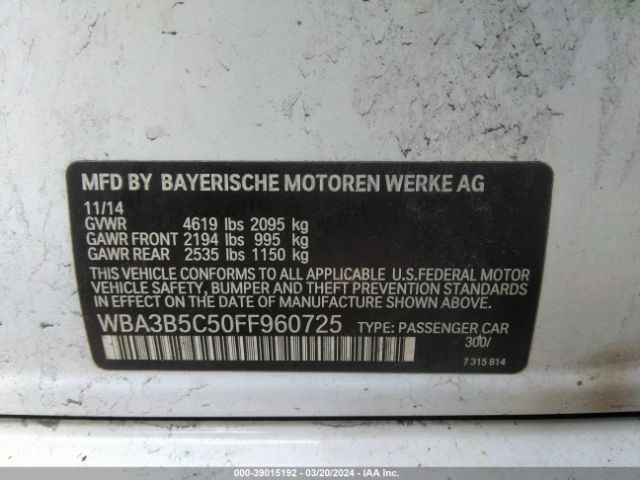 MFD BY BAYERISCHE MOTOREN WERKE AG
11/14
GVWR 4619 lbs 2095 kg
GAWR FRONT 2194 lbs 995 kg
GAWR REAR 2535 lbs 1150 kg
THIS VEHICLE CONFORMS TO ALL APPLICABLE U.S.FEDERAL MOTOR
VEHICLE SAFETY, BUMPER AND THEFT PREVENTION STANDARDS
IN EFFECT ON THE DATE OF MANUFACTURE SHOWN ABOVE.
WBA3B5C50FF960725 TYPE: PASSENGER CAR
300/
7 315 814
000-39015192 - 03/20/2024 - IAA Inc.